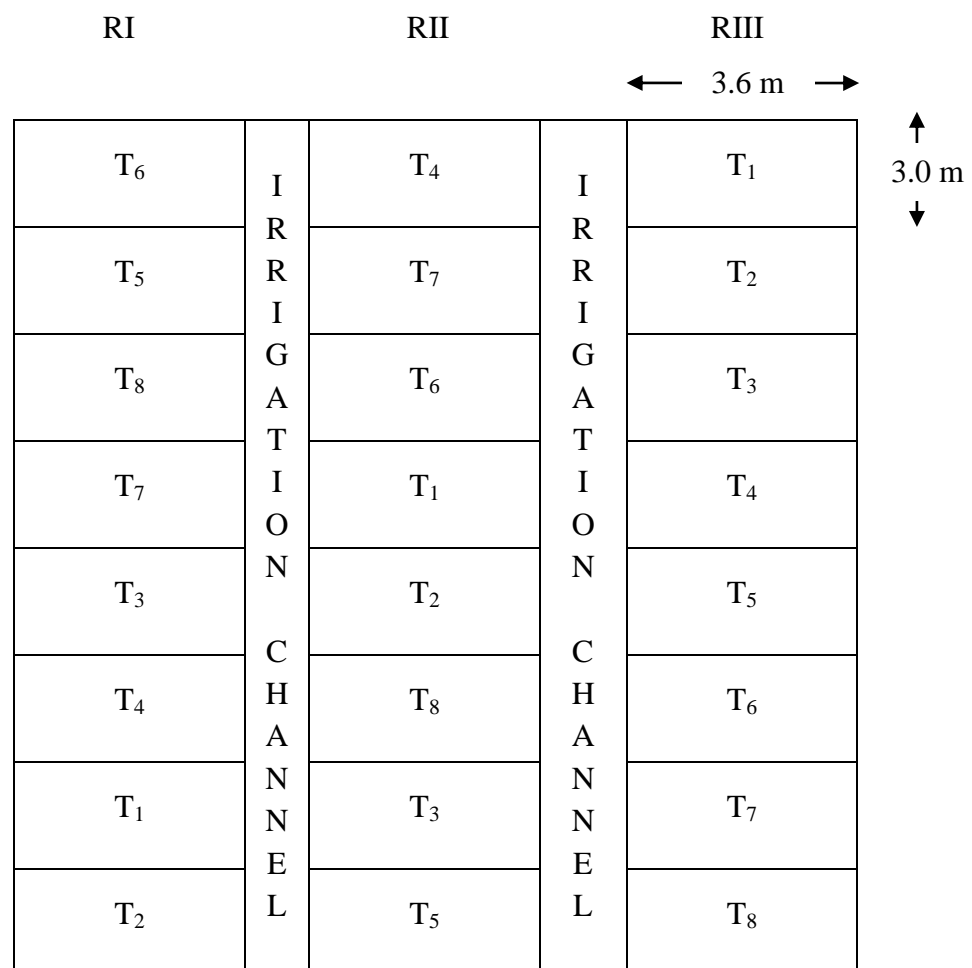 RI RII RIII
3.6 m
3.0 m
T₆ T₄ T₁
T₅ T₇ T₂
T₈ T₆ T₃
T₇ T₁ T₄
T₃ T₂ T₅
T₄ T₈ T₆
T₁ T₃ T₇
T₂ T₅ T₈
IRRIGATION CHANNEL
IRRIGATION CHANNEL